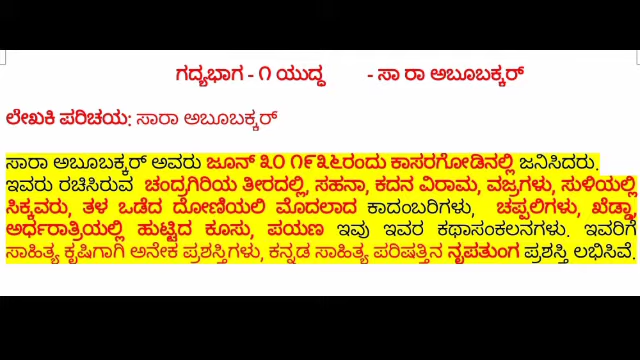 ಗದ್ಯಭಾಗ - ೧ ಯುದ್ಧ - ಸಾ ರಾ ಅಬೂಬಕ್ಕರ್
ಲೇಖಕಿ ಪರಿಚಯ: ಸಾರಾ ಅಬೂಬಕ್ಕರ್
ಸಾರಾ ಅಬೂಬಕ್ಕರ್ ಅವರು ಜೂನ್ ೩೦ ೧೯೩೬ರಂದು ಕಾಸರಗೋಡಿನಲ್ಲಿ ಜನಿಸಿದರು.
ಇವರು ರಚಿಸಿರುವ ಚಂದ್ರಗಿರಿಯ ತೀರದಲ್ಲಿ, ಸಹನಾ, ಕದನ ವಿರಾಮ, ವಜ್ರಗಳು, ಸುಳಿಯಲ್ಲಿ
ಸಿಕ್ಕವರು, ತಳ ಒಡೆದ ದೋಣಿಯಲಿ ಮೊದಲಾದ ಕಾದಂಬರಿಗಳು, ಚಪ್ಪಲಿಗಳು, ಖೆಡ್ಡಾ,
ಅರ್ಧರಾತ್ರಿಯಲ್ಲಿ ಹುಟ್ಟಿದ ಕೂಸು, ಪಯಣ ಇವು ಇವರ ಕಥಾಸಂಕಲನಗಳು. ಇವರಿಗೆ
ಸಾಹಿತ್ಯ ಕೃಷಿಗಾಗಿ ಅನೇಕ ಪ್ರಶಸ್ತಿಗಳು, ಕನ್ನಡ ಸಾಹಿತ್ಯ ಪರಿಷತ್ತಿನ ನೃಪತುಂಗ ಪ್ರಶಸ್ತಿ ಲಭಿಸಿವೆ.